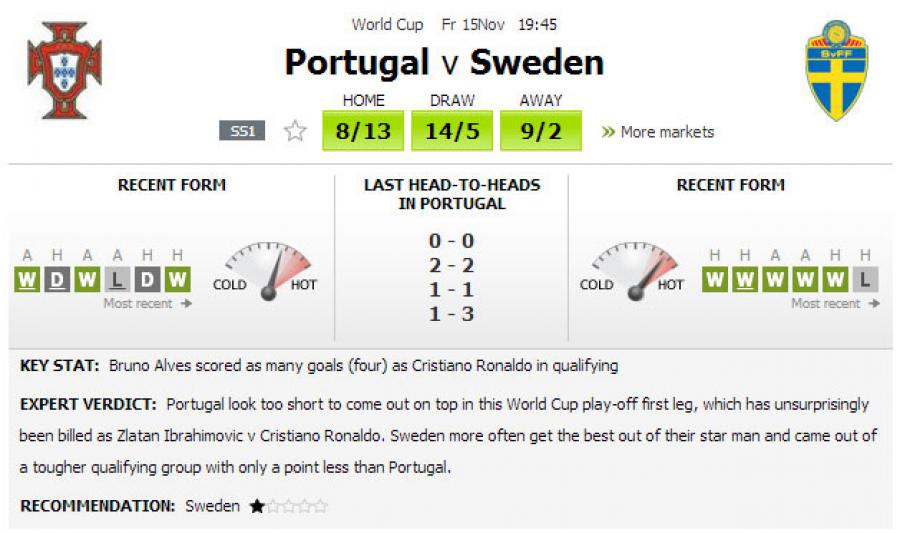 World Cup Fr 15Nov 19:45
Portugal v Sweden
SvFF
HOME DRAW AWAY
SS1 8/13 14/5 9/2 More markets
RECENT FORM
A H A A H H
W D W L D W
Most recent
COLD HOT
LAST HEAD-TO-HEADS
IN PORTUGAL
0 - 0
2 - 2
1 - 1
1 - 3
RECENT FORM
COLD HOT
H H A A H H
W W W W W L
Most recent
KEY STAT: Bruno Alves scored as many goals (four) as Cristiano Ronaldo in qualifying
EXPERT VERDICT: Portugal look too short to come out on top in this World Cup play-off first leg, which has unsurprisingly
been billed as Zlatan Ibrahimovic v Cristiano Ronaldo. Sweden more often get the best out of their star man and came out of
a tougher qualifying group with only a point less than Portugal.
RECOMMENDATION: Sweden